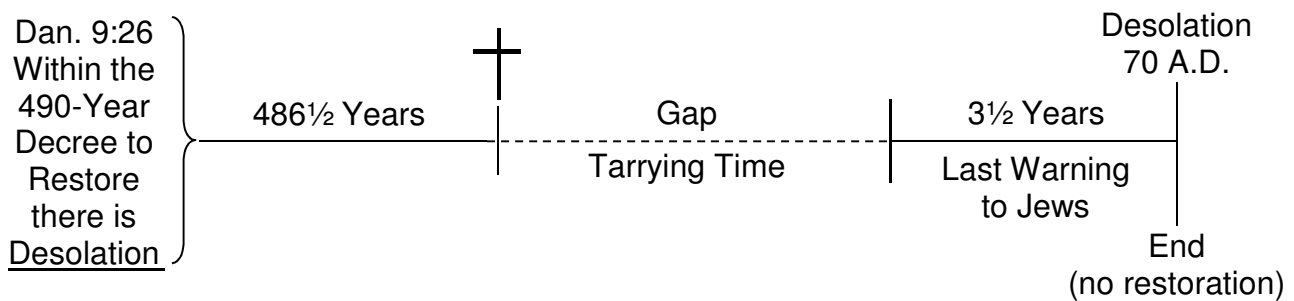 Dan. 9:26
Within the
490-Year
Decree to
Restore
there is
Desolation
486½ Years
Gap
Tarrying Time
3½ Years
Last Warning
to Jews
Desolation
70 A.D.
End
(no restoration)